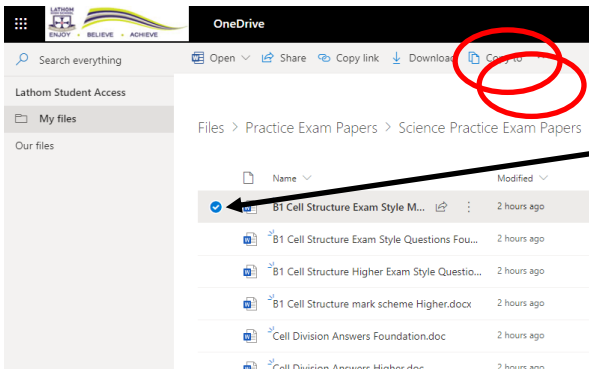 LATHOM
ENJOY • BELIEVE • ACHIEVE
OneDrive
Search everything
Open Share Copy link Download Copy to ...
Lathom Student Access
My files
Our files
Files > Practice Exam Papers > Science Practice Exam Papers
Name Modified
B1 Cell Structure Exam Style M... 2 hours ago
B1 Cell Structure Exam Style Questions Fou... 2 hours ago
B1 Cell Structure Higher Exam Style Questio... 2 hours ago
B1 Cell Structure mark scheme Higher.docx 2 hours ago
Cell Division Answers Foundation.doc 2 hours ago
Cell Division Answers Higher.doc 2 hours ago